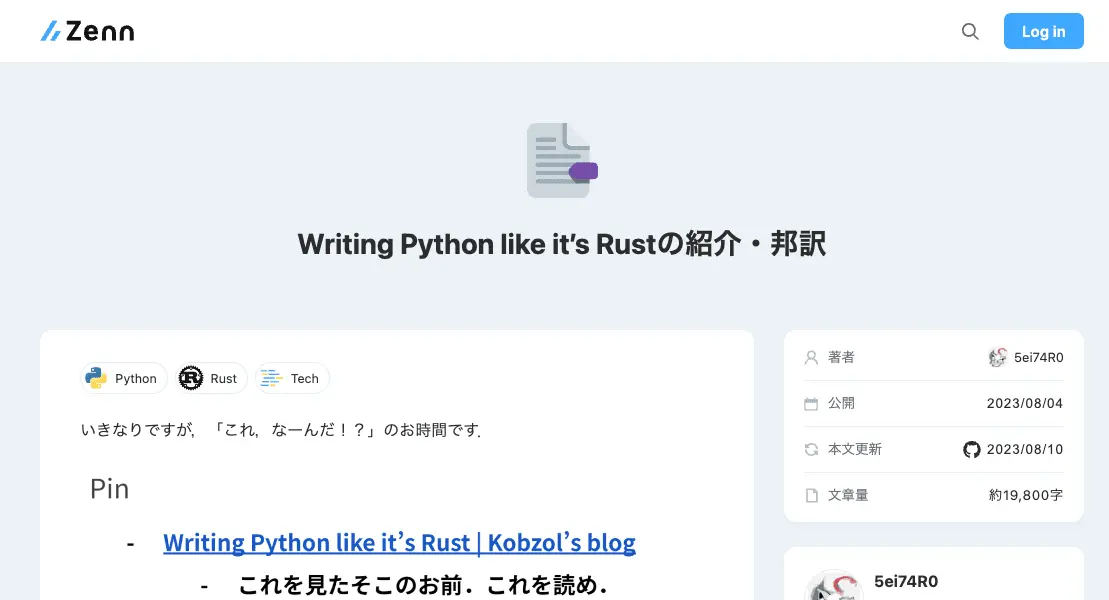 Zenn
Log in
Writing Python like it’s Rustの紹介・邦訳
Python Rust Tech
いきなりですが，「これ，なーんだ！？」のお時間です．
Pin
- Writing Python like it’s Rust | Kobzol’s blog
- これを見たそこのお前．これを読め．
著者 5ei74R0
公開 2023/08/04
本文更新 2023/08/10
文章量 約19,800字
5ei74R0